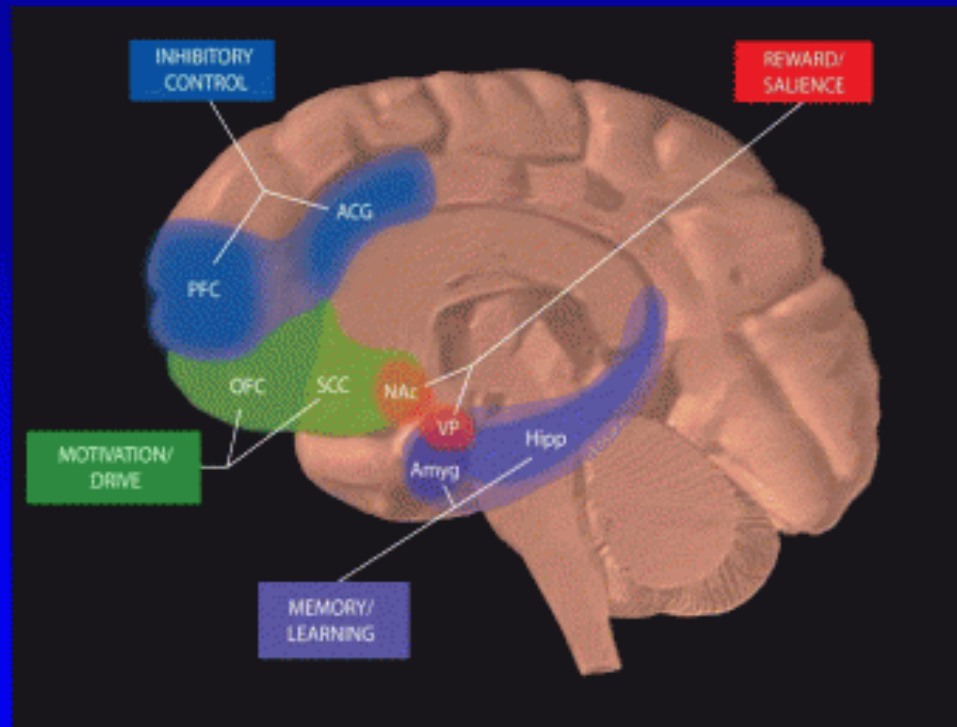 INHIBITORY
CONTROL
REWARD/
SALIENCE
ACG
PFC
OFC
SCC
NAc
VP
Hipp
Amyg
MOTIVATION/
DRIVE
MEMORY/
LEARNING